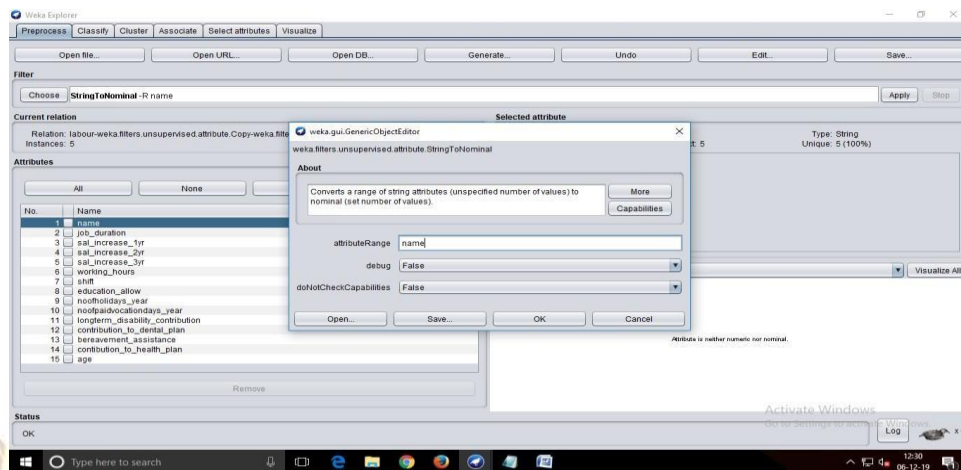 Weka Explorer
Preprocess Classify Cluster Associate Select attributes Visualize
Open file... Open URL... Open DB... Generate... Undo Edit... Save...
Filter
Choose StringToNominal -R name Apply Stop
Current relation
Relation: labour-weka.filters.unsupervised.attribute.Copy-weka.filte
Instances: 5
Selected attribute
Type: String
Unique: 5 (100%)
Attributes
All None
No. Name
1 name
2 job_duration
3 sal_increase_1yr
4 sal_increase_2yr
5 sal_increase_3yr
6 working_hours
7 shift
8 education_allow
9 noofholidays_year
10 noofpaidvocationdays_year
11 longterm_disability_contribution
12 contribution_to_dental_plan
13 bereavement_assistance
14 contibution_to_health_plan
15 age
Remove
weka.gui.GenericObjectEditor
weka.filters.unsupervised.attribute.StringToNominal
About
Converts a range of string attributes (unspecified number of values) to
nominal (set number of values).
More
Capabilities
attributeRange name
debug False
doNotCheckCapabilities False
Open... Save... OK Cancel
Visualize All
Attribute is neither numeric nor nominal.
Status
OK
Activate Windows
Go to Settings to activate Windows.
Log x
Type here to search
12:30
06-12-19